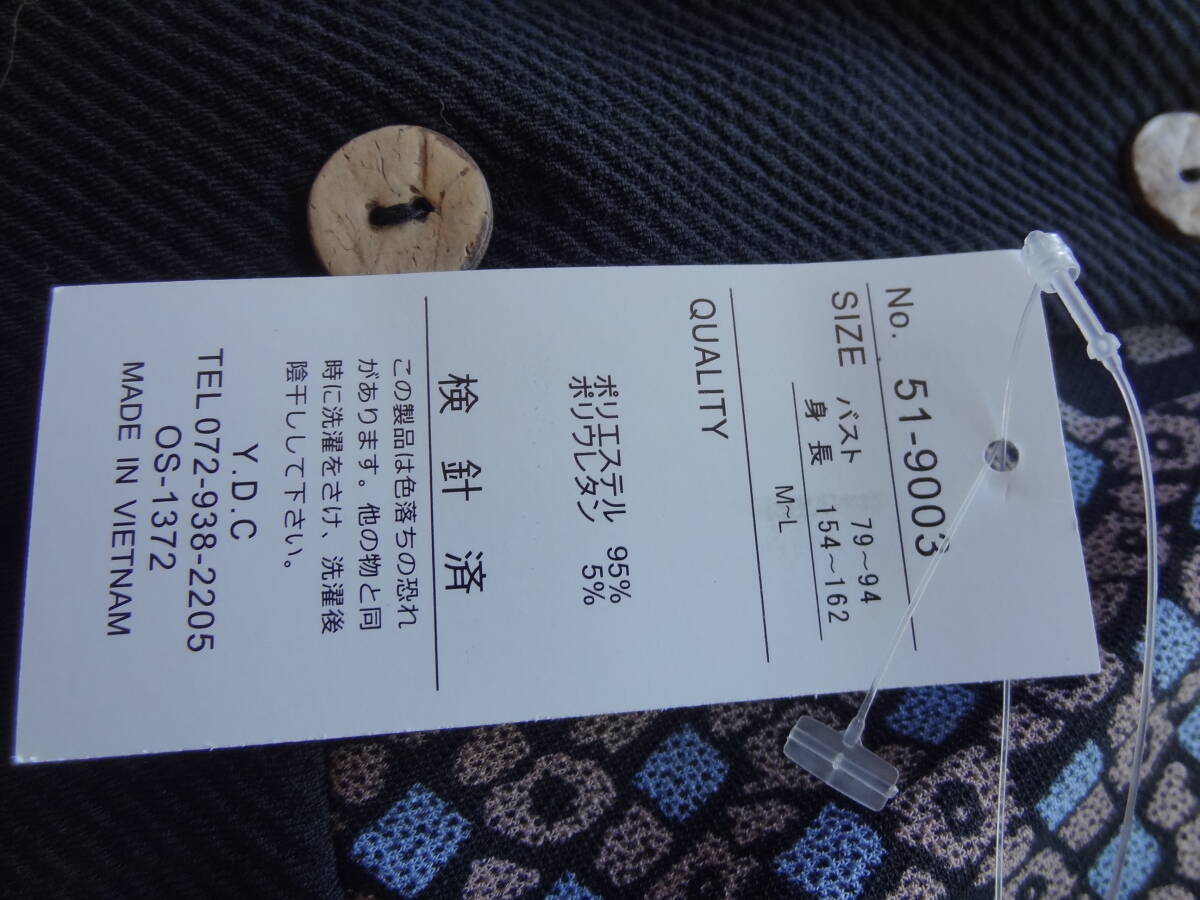 No. 51-9003
SIZE バスト 79~94
身長 154~162
M~L
QUALITY
ポリエステル 95%
ポリウレタン 5%
検 針 済
この製品は色落ちの恐れ
があります。他の物と同
時に洗濯をさけ、洗濯後
陰干しして下さい。
Y.D.C
TEL 072-938-2205
OS-1372
MADE IN VIETNAM